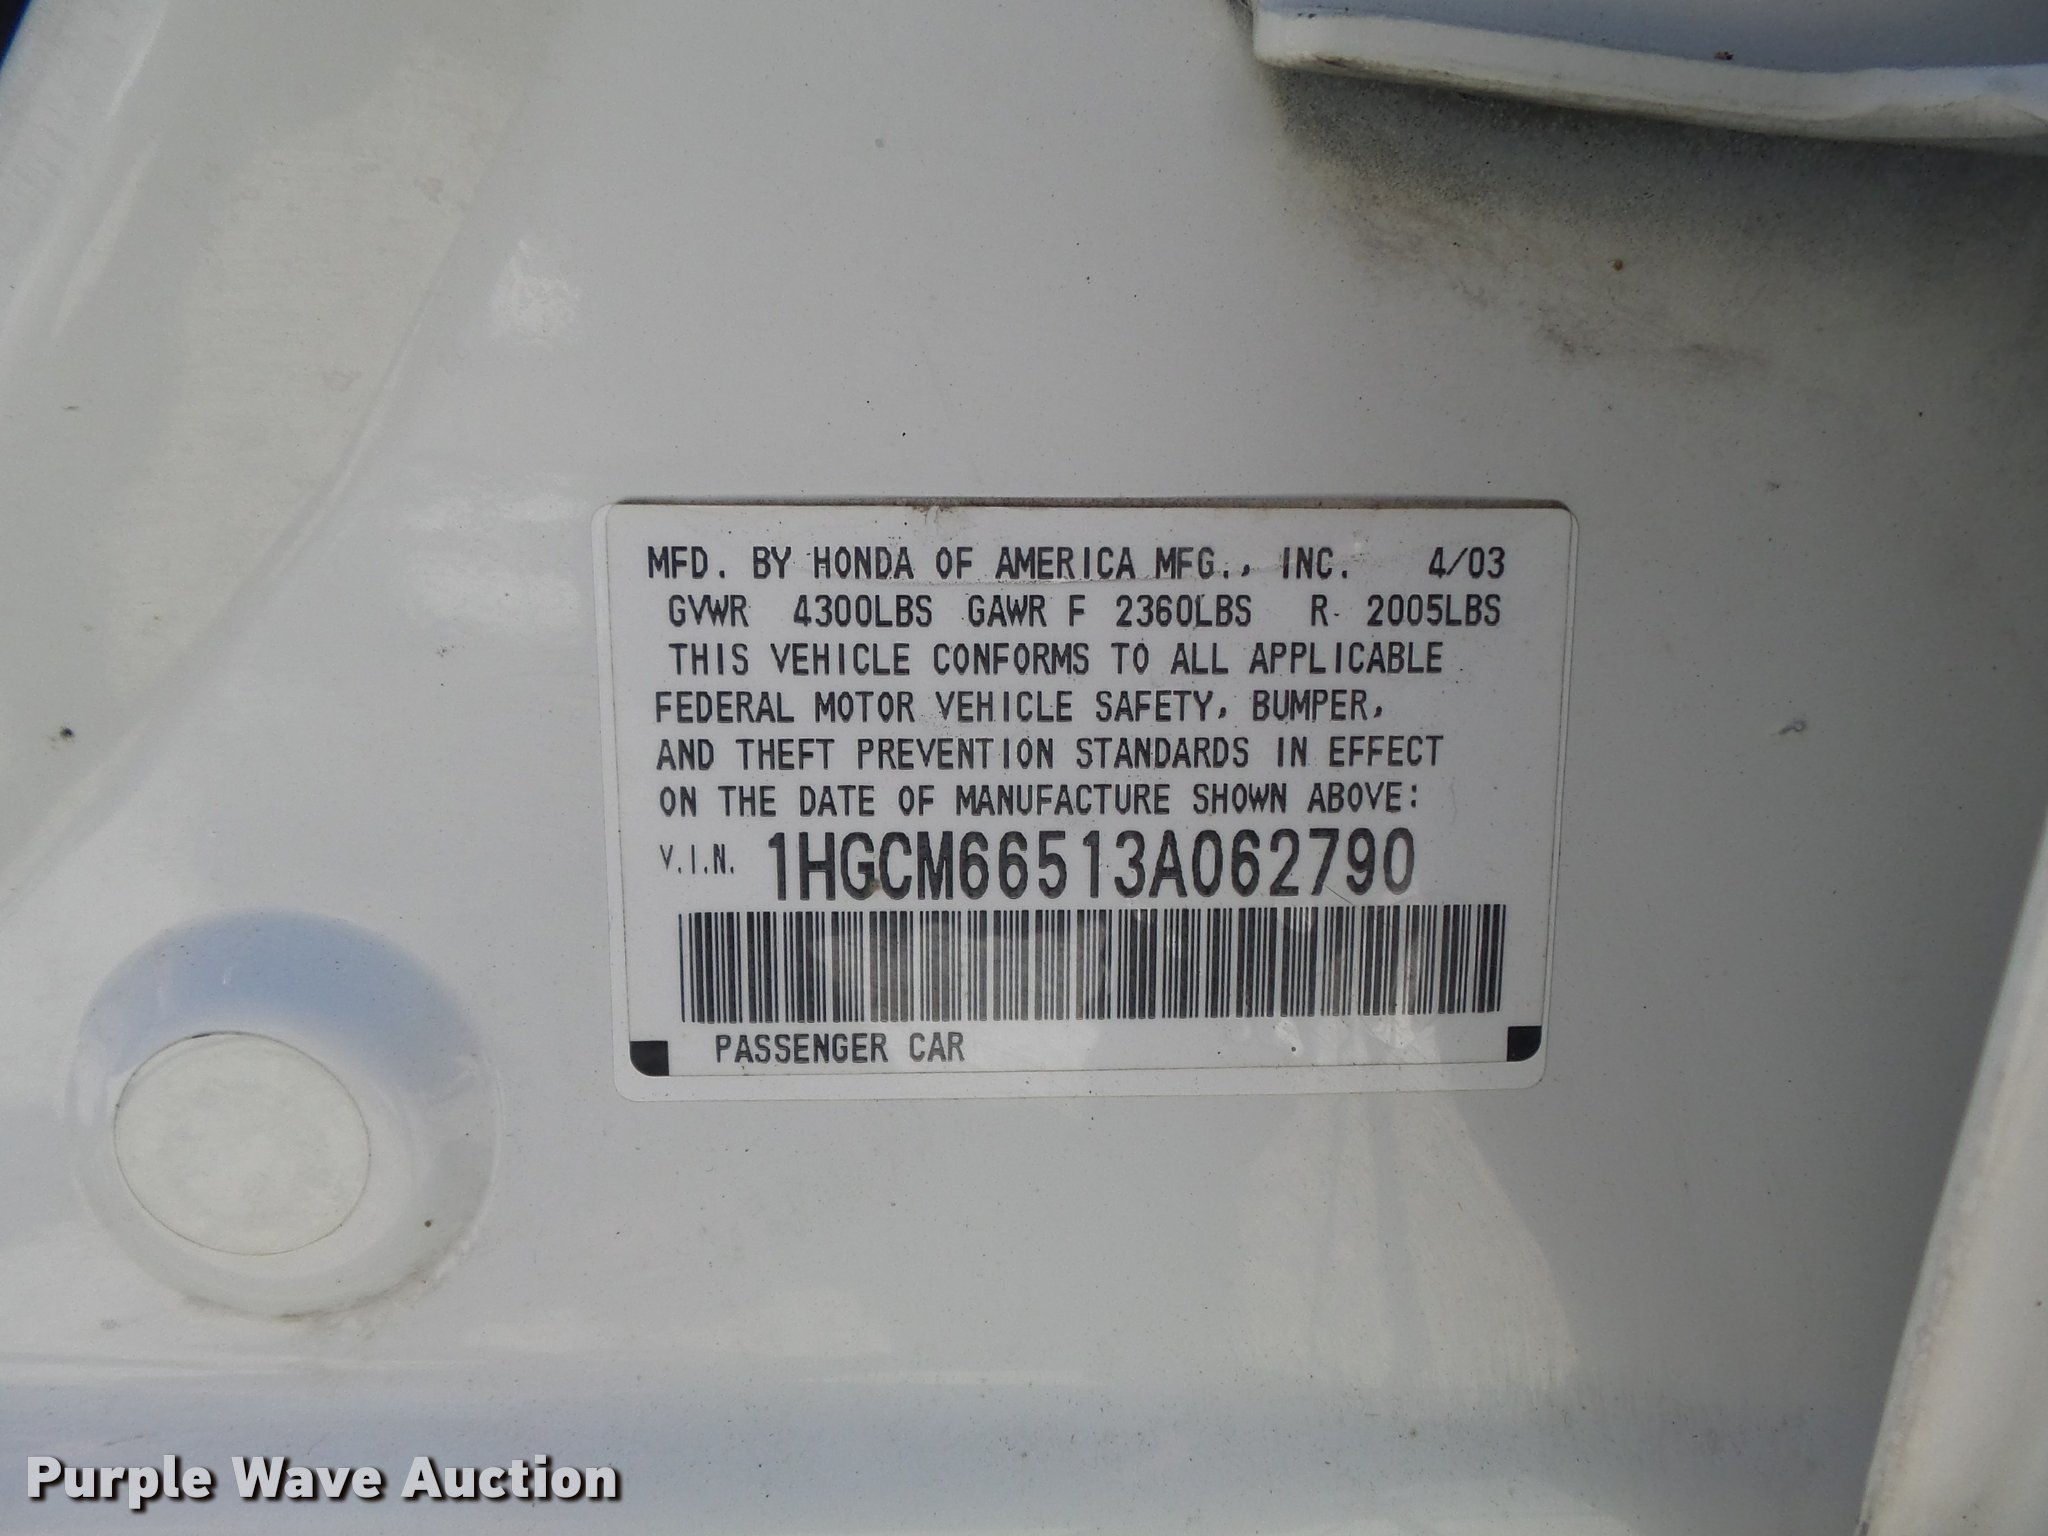 MFD. BY HONDA OF AMERICA MFG., INC. 4/03
GVWR 4300LBS GAWR F 2360LBS R 2005LBS
THIS VEHICLE CONFORMS TO ALL APPLICABLE
FEDERAL MOTOR VEHICLE SAFETY, BUMPER,
AND THEFT PREVENTION STANDARDS IN EFFECT
ON THE DATE OF MANUFACTURE SHOWN ABOVE:
V.I.N. 1HGCM66513A062790
PASSENGER CAR
Purple Wave Auction